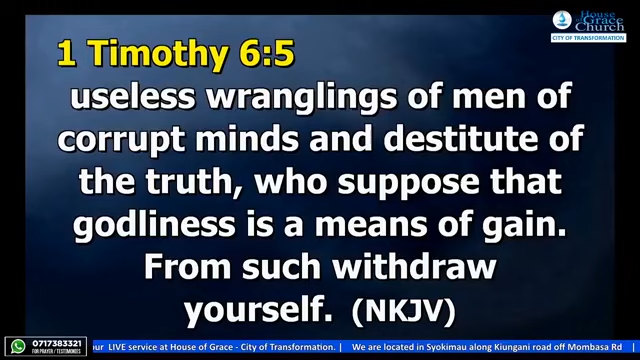 House
of Grace
Church
CITY OF TRANSFORMATION
1 Timothy 6:5
useless wranglings of men of
corrupt minds and destitute of
the truth, who suppose that
godliness is a means of gain.
From such withdraw
yourself. (NKJV)
0717383321
FOR PRAYER / TESTIMONIES
our LIVE service at House of Grace - City of Transformation. | We are located in Syokimau along Kiungani road off Mombasa Rd |